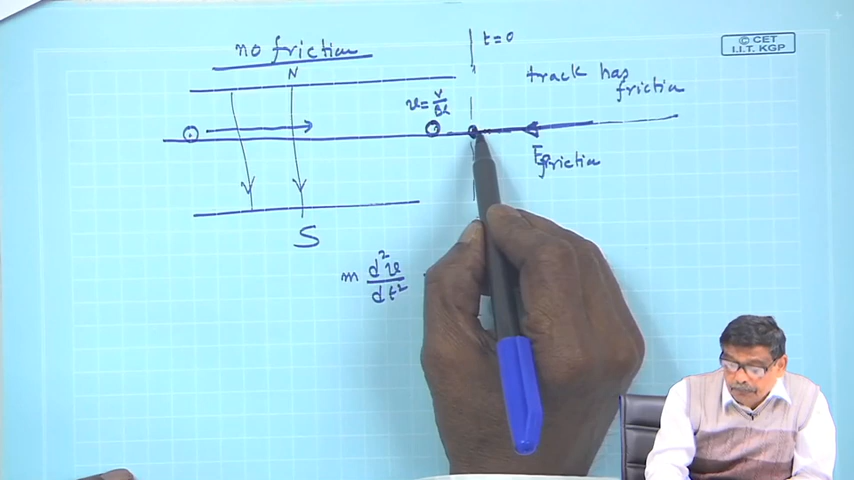 no friction
t=0
© CET
I.I.T. KGP
N
track has
friction
v = V/Bl
friction
S
m d²v/dt²